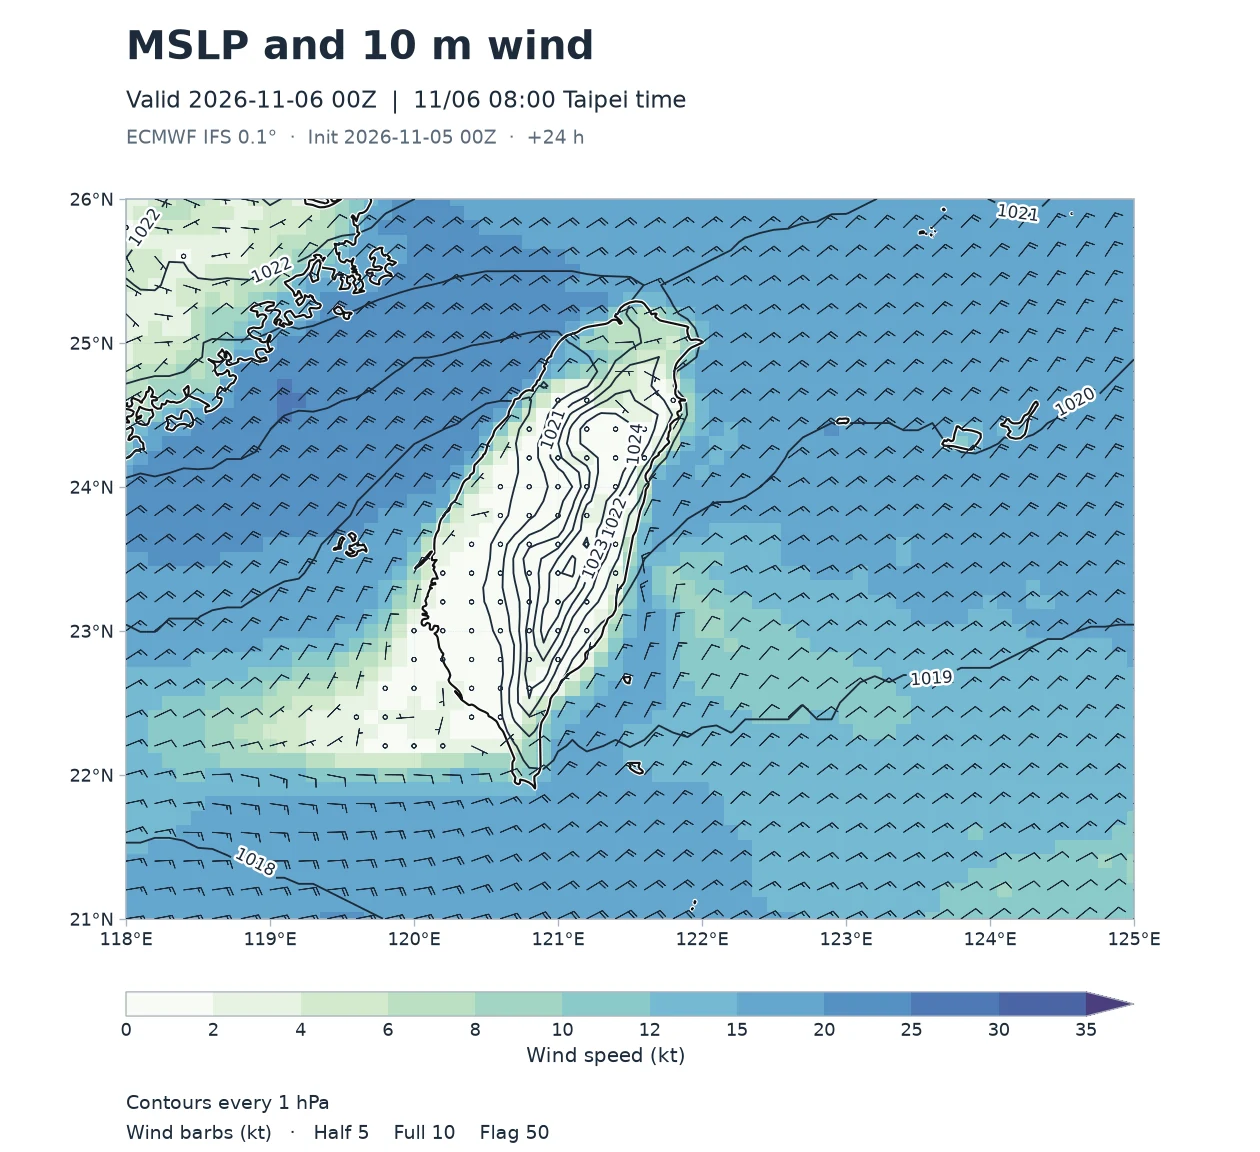 MSLP and 10 m wind
Valid 2026-11-06 00Z | 11/06 08:00 Taipei time
ECMWF IFS 0.1° · Init 2026-11-05 00Z · +24 h
26°N
25°N
24°N
23°N
22°N
21°N
1022
1022
1021
1020
1021
1024
1022
1023
1019
1018
118°E 119°E 120°E 121°E 122°E 123°E 124°E 125°E
0 2 4 6 8 10 12 15 20 25 30 35
Wind speed (kt)
Contours every 1 hPa
Wind barbs (kt) · Half 5 Full 10 Flag 50